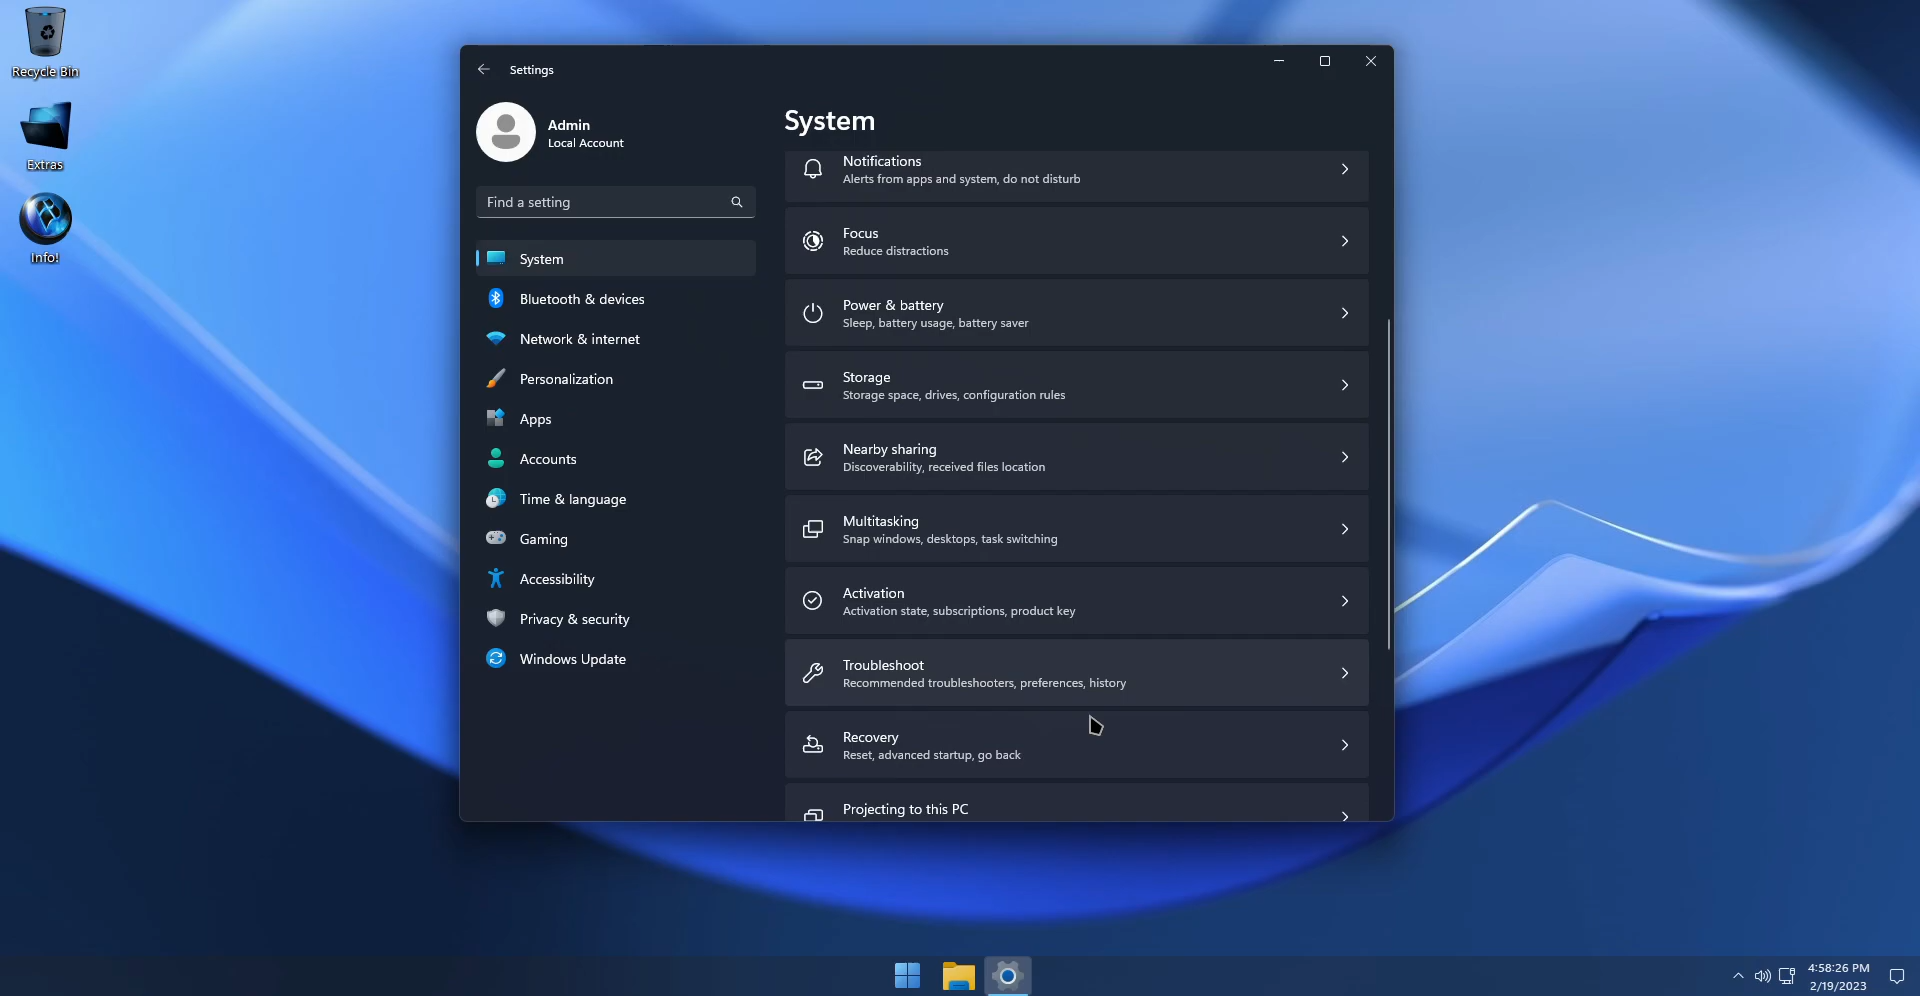 Recycle Bin
Extras
Info!
Settings
Admin
Local Account
Find a setting
System
Bluetooth & devices
Network & internet
Personalization
Apps
Accounts
Time & language
Gaming
Accessibility
Privacy & security
Windows Update
System
Notifications
Alerts from apps and system, do not disturb
Focus
Reduce distractions
Power & battery
Sleep, battery usage, battery saver
Storage
Storage space, drives, configuration rules
Nearby sharing
Discoverability, received files location
Multitasking
Snap windows, desktops, task switching
Activation
Activation state, subscriptions, product key
Troubleshoot
Recommended troubleshooters, preferences, history
Recovery
Reset, advanced startup, go back
Projecting to this PC
4:58:26 PM
2/19/2023